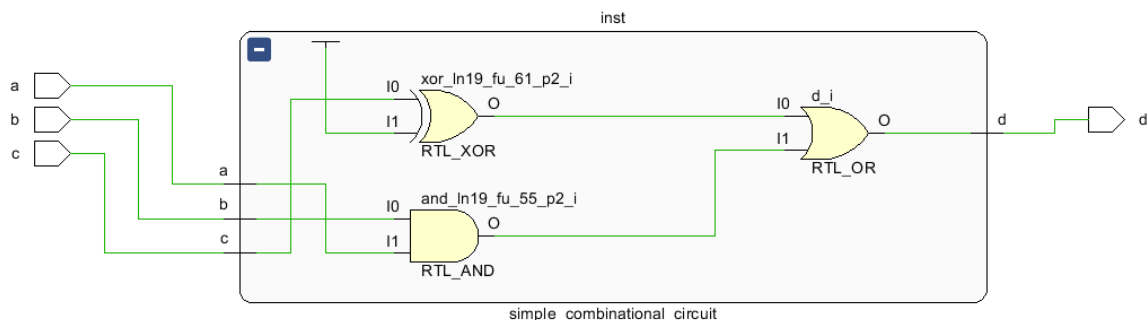 inst
a
b
c
a
b
c
xor_ln19_fu_61_p2_i
I0
I1
O
RTL_XOR
and_ln19_fu_55_p2_i
I0
I1
O
RTL_AND
d_i
I0
I1
O
RTL_OR
d
d
simple_combinational_circuit